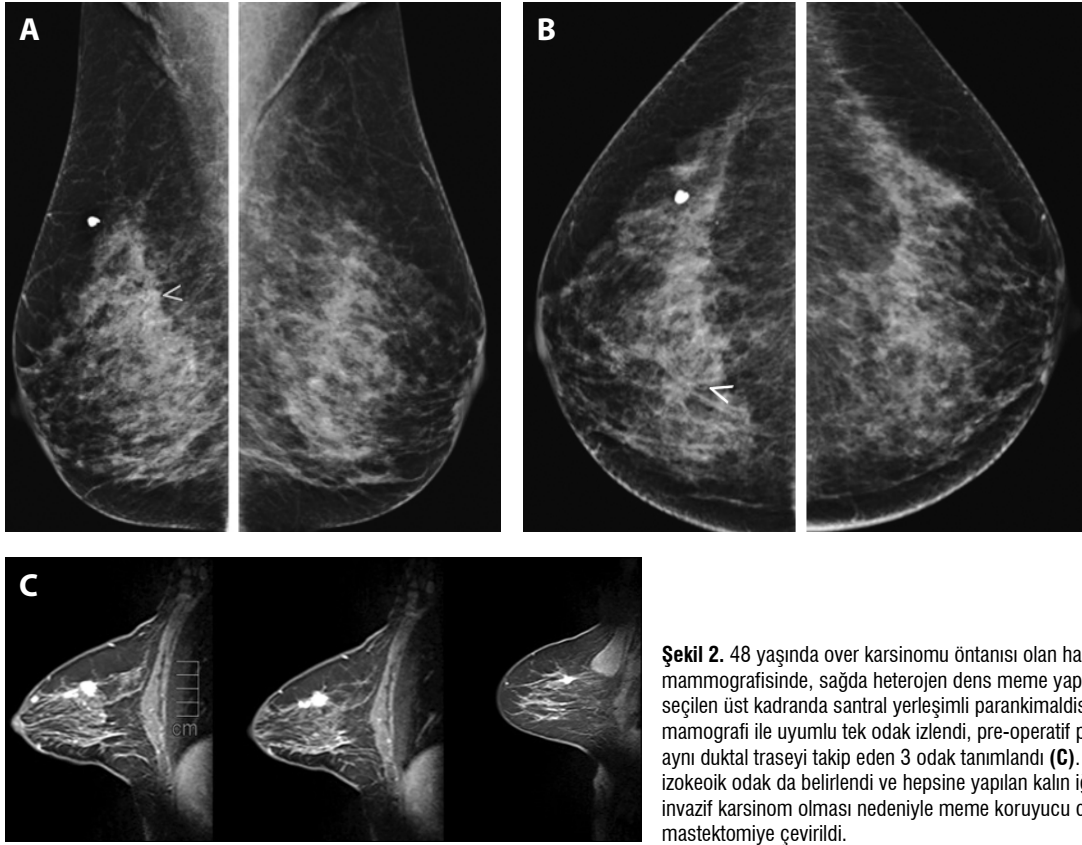 A
B
C
cm
Şekil 2. 48 yaşında over karsinomu öntanısı olan ha
mammografisinde, sağda heterojen dens meme yap
seçilen üst kadranda santral yerleşimli parankimaldis
mamografi ile uyumlu tek odak izlendi, pre-operatif p
aynı duktal traseyi takip eden 3 odak tanımlandı (C).
izokeoik odak da belirlendi ve hepsine yapılan kalın iğ
invazif karsinom olması nedeniyle meme koruyucu c
mastektomiye çevirildi.